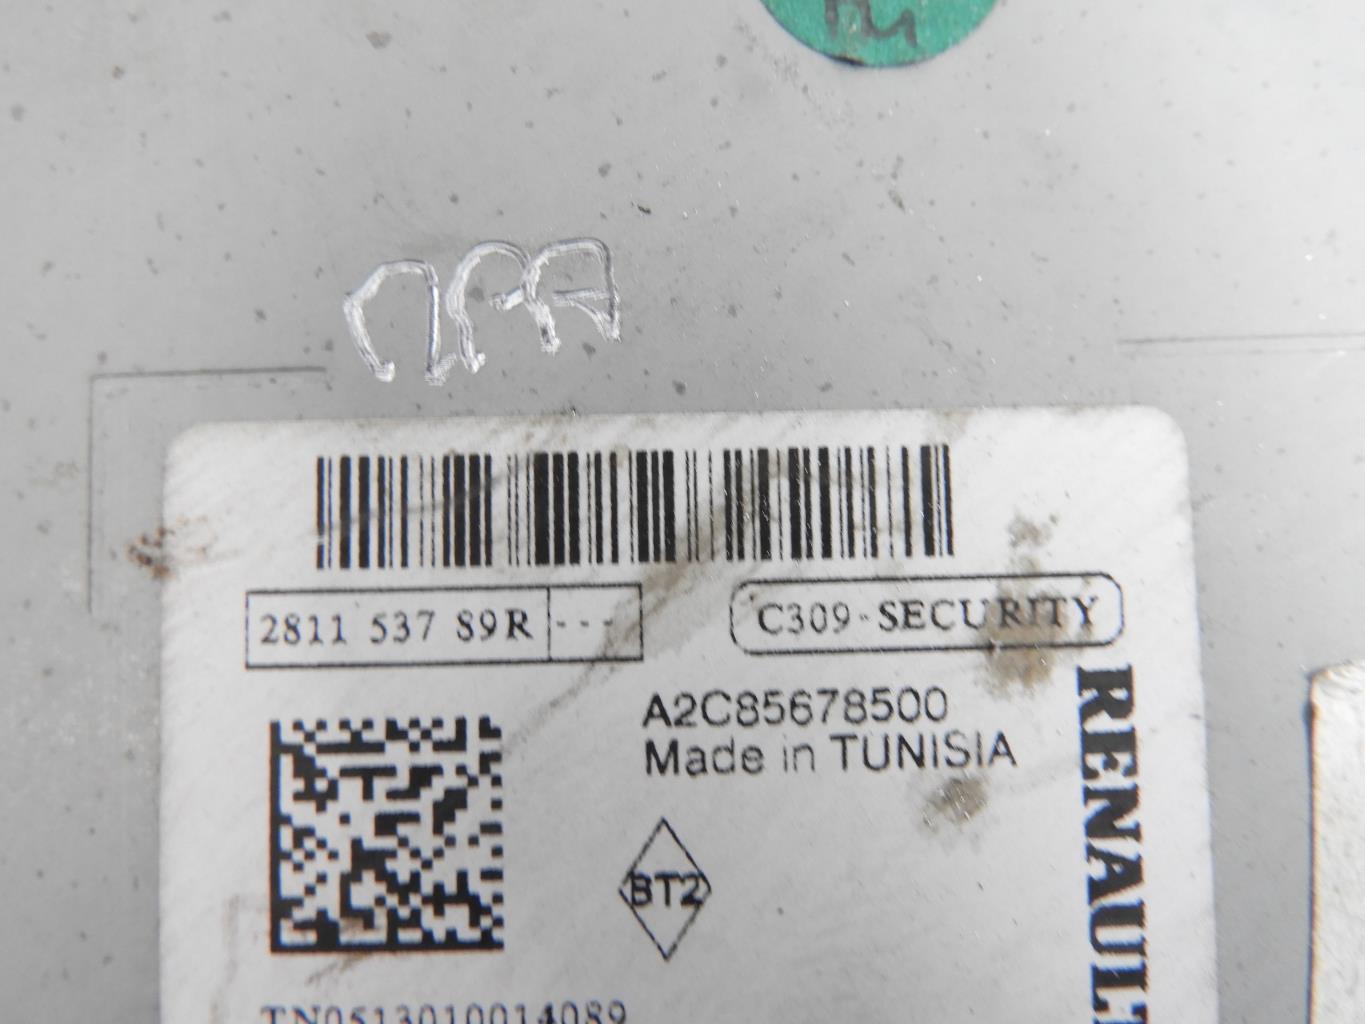 2811 537 89R ---
C309-SECURITY
A2C85678500
Made in TUNISIA
RENAULT
BT2
TN0513010014089